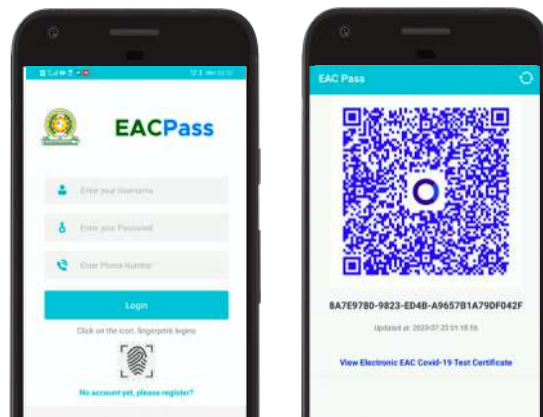 EACPass
Enter your Username
Enter your Password
Enter Phone Number
Login
Click on the icon, fingerprint logins
No account yet, please register?
EAC Pass
8A7E9780-9823-ED4B-A9657B1A79DF042F
Updated at: 2020-07-23 01:18:56
View Electronic EAC Covid-19 Test Certificate